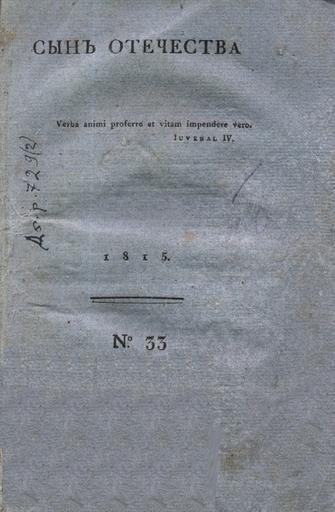 СЫНЪ ОТЕЧЕСТВА
Verba animi proferre et vitam impendere vero.
Iuvenal IV.
1815.
№ 33